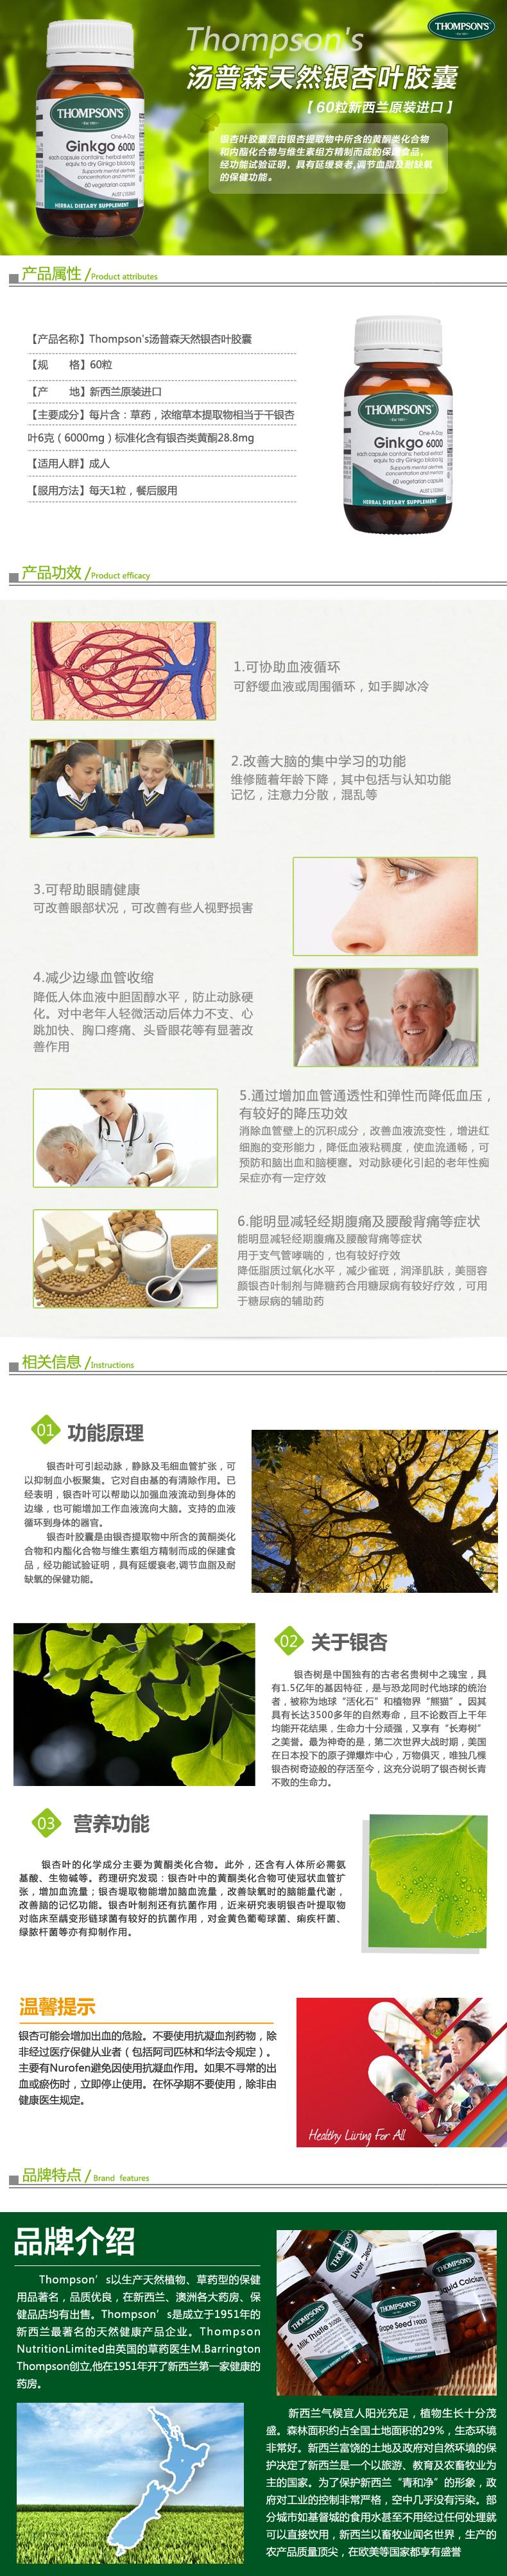 Thompson's
THOMPSON'S
汤普森天然银杏叶胶囊
【 60粒新西兰原装进口 】
银杏叶胶囊是由银杏提取物中所含的黄酮类化合物
和内酯化合物与维生素组方精制而成的保健食品，
经功能试验证明，具有延缓衰老,调节血脂及耐缺氧
的保健功能。
THOMPSON'S
One-A-Day
Ginkgo 6000
each capsule contains: herbal extract
equiv to dry Ginkgo biloba 6g
Supports mental alertness,
concentration and memory
60 vegetarian capsules
HERBAL DIETARY SUPPLEMENT
产品属性 /Product attributes
【产品名称】Thompson's汤普森天然银杏叶胶囊
【规　　格】60粒
【产　　地】新西兰原装进口
【主要成分】每片含：草药，浓缩草本提取物相当于干银杏
叶6克（6000mg）标准化含有银杏类黄酮28.8mg
【适用人群】成人
【服用方法】每天1粒，餐后服用
THOMPSON'S
One-A-Day
Ginkgo 6000
each capsule contains: herbal extract
equiv to dry Ginkgo biloba 6g
Supports mental alertness,
concentration and memory
60 vegetarian capsules
HERBAL DIETARY SUPPLEMENT
产品功效 /Product efficacy
1.可协助血液循环
可舒缓血液或周围循环，如手脚冰冷
2.改善大脑的集中学习的功能
维修随着年龄下降，其中包括与认知功能
记忆，注意力分散，混乱等
3.可帮助眼睛健康
可改善眼部状况，可改善有些人视野损害
4.减少边缘血管收缩
降低人体血液中胆固醇水平，防止动脉硬
化。对中老年人轻微活动后体力不支、心
跳加快、胸口疼痛、头昏眼花等有显著改
善作用
5.通过增加血管通透性和弹性而降低血压，
有较好的降压功效
消除血管壁上的沉积成分，改善血液流变性，增进红
细胞的变形能力，降低血液粘稠度，使血流通畅，可
预防和脑出血和脑梗塞。对动脉硬化引起的老年性痴
呆症亦有一定疗效
6.能明显减轻经期腹痛及腰酸背痛等症状
能明显减轻经期腹痛及腰酸背痛等症状
用于支气管哮喘的，也有较好疗效
降低脂质过氧化水平，减少雀斑，润泽肌肤，美丽容
颜银杏叶制剂与降糖药合用糖尿病有较好疗效，可用
于糖尿病的辅助药
相关信息 /Instructions
01 功能原理
银杏叶可引起动脉，静脉及毛细血管扩张，可
以抑制血小板聚集。它对自由基的有清除作用。已
经表明，银杏叶可以帮助以加强血液流动到身体的
边缘，也可能增加工作血液流向大脑。支持的血液
循环到身体的器官。
银杏叶胶囊是由银杏提取物中所含的黄酮类化
合物和内酯化合物与维生素组方精制而成的保健食
品，经功能试验证明，具有延缓衰老,调节血脂及耐
缺氧的保健功能。
02 关于银杏
银杏树是中国独有的古老名贵树中之瑰宝，具
有1.5亿年的基因特征，是与恐龙同时代地球的统治
者，被称为地球“活化石”和植物界“熊猫”。因其
具有长达3500多年的自然寿命，且不论数百上千年
均能开花结果，生命力十分顽强，又享有“长寿树”
之美誉。最为神奇的是，第二次世界大战时期，美国
在日本投下的原子弹爆炸中心，万物俱灭，唯独几棵
银杏树奇迹般的存活至今，这充分说明了银杏树长青
不败的生命力。
03 营养功能
银杏叶的化学成分主要为黄酮类化合物。此外，还含有人体所必需氨
基酸、生物碱等。药理研究发现：银杏叶中的黄酮类化合物可使冠状血管扩
张，增加血流量；银杏堤取物能增加脑血流量，改善缺氧时的脑能量代谢，
改善脑的记忆功能。银杏叶制剂还有抗菌作用，近来研究表明银杏叶提取物
对临床至龋变形链球菌有较好的抗菌作用，对金黄色葡萄球菌、痢疾杆菌、
绿脓杆菌等亦有抑制作用。
温馨提示
银杏可能会增加出血的危险。不要使用抗凝血剂药物，除
非经过医疗保健从业者（包括阿司匹林和华法令规定）。
主要有Nurofen避免因使用抗凝血作用。如果不寻常的出
血或瘀伤时，立即停止使用。在怀孕期不要使用，除非由
健康医生规定。
Healthy Living For All
品牌特点 / Brand features
品牌介绍
Thompson’s以生产天然植物、草药型的保健
用品著名，品质优良，在新西兰、澳洲各大药房、保
健品店均有出售。Thompson’s是成立于1951年的
新西兰最著名的天然健康产品企业。Thompson
NutritionLimited由英国的草药医生M.Barrington
Thompson创立,他在1951年开了新西兰第一家健康的
药房。
THOMPSON'S
Milk Thistle 35000
THOMPSON'S
Grape Seed 19000
THOMPSON'S
Liquid Calcium
新西兰气候宜人阳光充足，植物生长十分茂
盛。森林面积约占全国土地面积的29%，生态环境
非常好。新西兰富饶的土地及政府对自然环境的保
护决定了新西兰是一个以旅游、教育及农畜牧业为
主的国家。为了保护新西兰“青和净”的形象，政
府对工业的控制非常严格，空中几乎没有污染。部
分城市如基督城的食用水甚至不用经过任何处理就
可以直接饮用，新西兰以畜牧业闻名世界，生产的
农产品质量顶尖，在欧美等国家都享有盛誉